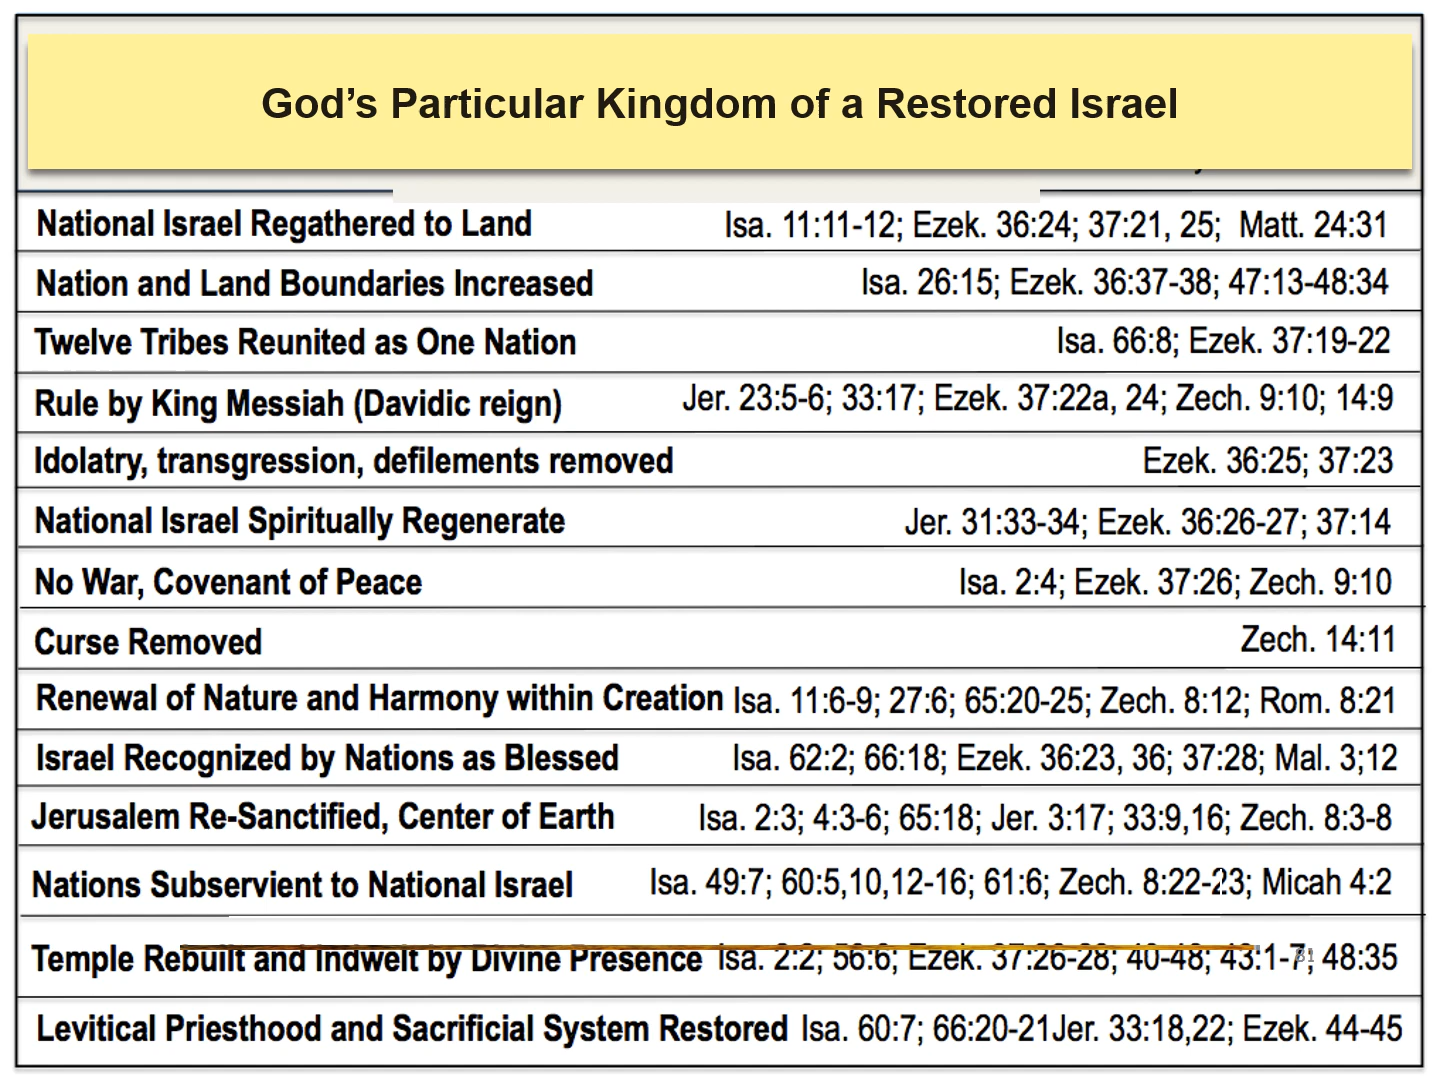 God’s Particular Kingdom of a Restored Israel
National Israel Regathered to Land Isa. 11:11-12; Ezek. 36:24; 37:21, 25; Matt. 24:31
Nation and Land Boundaries Increased Isa. 26:15; Ezek. 36:37-38; 47:13-48:34
Twelve Tribes Reunited as One Nation Isa. 66:8; Ezek. 37:19-22
Rule by King Messiah (Davidic reign) Jer. 23:5-6; 33:17; Ezek. 37:22a, 24; Zech. 9:10; 14:9
Idolatry, transgression, defilements removed Ezek. 36:25; 37:23
National Israel Spiritually Regenerate Jer. 31:33-34; Ezek. 36:26-27; 37:14
No War, Covenant of Peace Isa. 2:4; Ezek. 37:26; Zech. 9:10
Curse Removed Zech. 14:11
Renewal of Nature and Harmony within Creation Isa. 11:6-9; 27:6; 65:20-25; Zech. 8:12; Rom. 8:21
Israel Recognized by Nations as Blessed Isa. 62:2; 66:18; Ezek. 36:23, 36; 37:28; Mal. 3;12
Jerusalem Re-Sanctified, Center of Earth Isa. 2:3; 4:3-6; 65:18; Jer. 3:17; 33:9,16; Zech. 8:3-8
Nations Subservient to National Israel Isa. 49:7; 60:5,10,12-16; 61:6; Zech. 8:22-23; Micah 4:2
Temple Rebuilt and Indwelt by Divine Presence Isa. 2:2; 56:6; Ezek. 37:26-28; 40-48; 43:1-7; 48:35
81
Levitical Priesthood and Sacrificial System Restored Isa. 60:7; 66:20-21Jer. 33:18,22; Ezek. 44-45